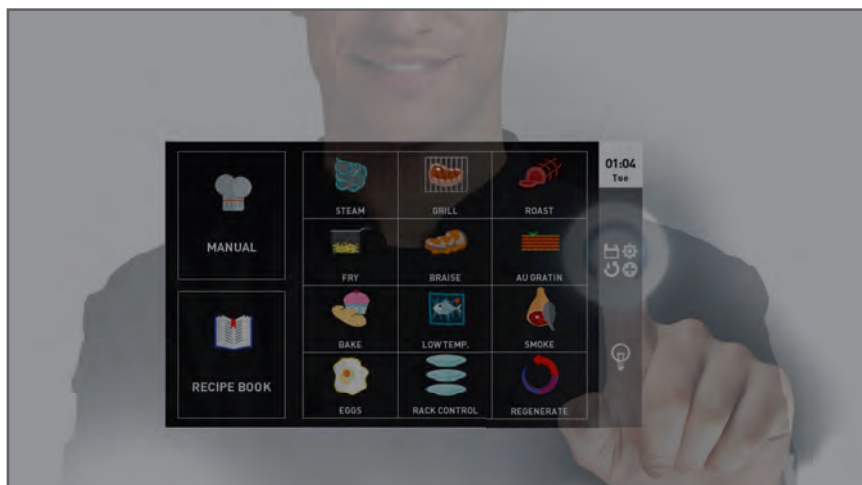 MANUAL
RECIPE BOOK
STEAM
GRILL
ROAST
FRY
BRAISE
AU GRATIN
BAKE
LOW TEMP.
SMOKE
EGGS
RACK CONTROL
REGENERATE
01:04
Tee